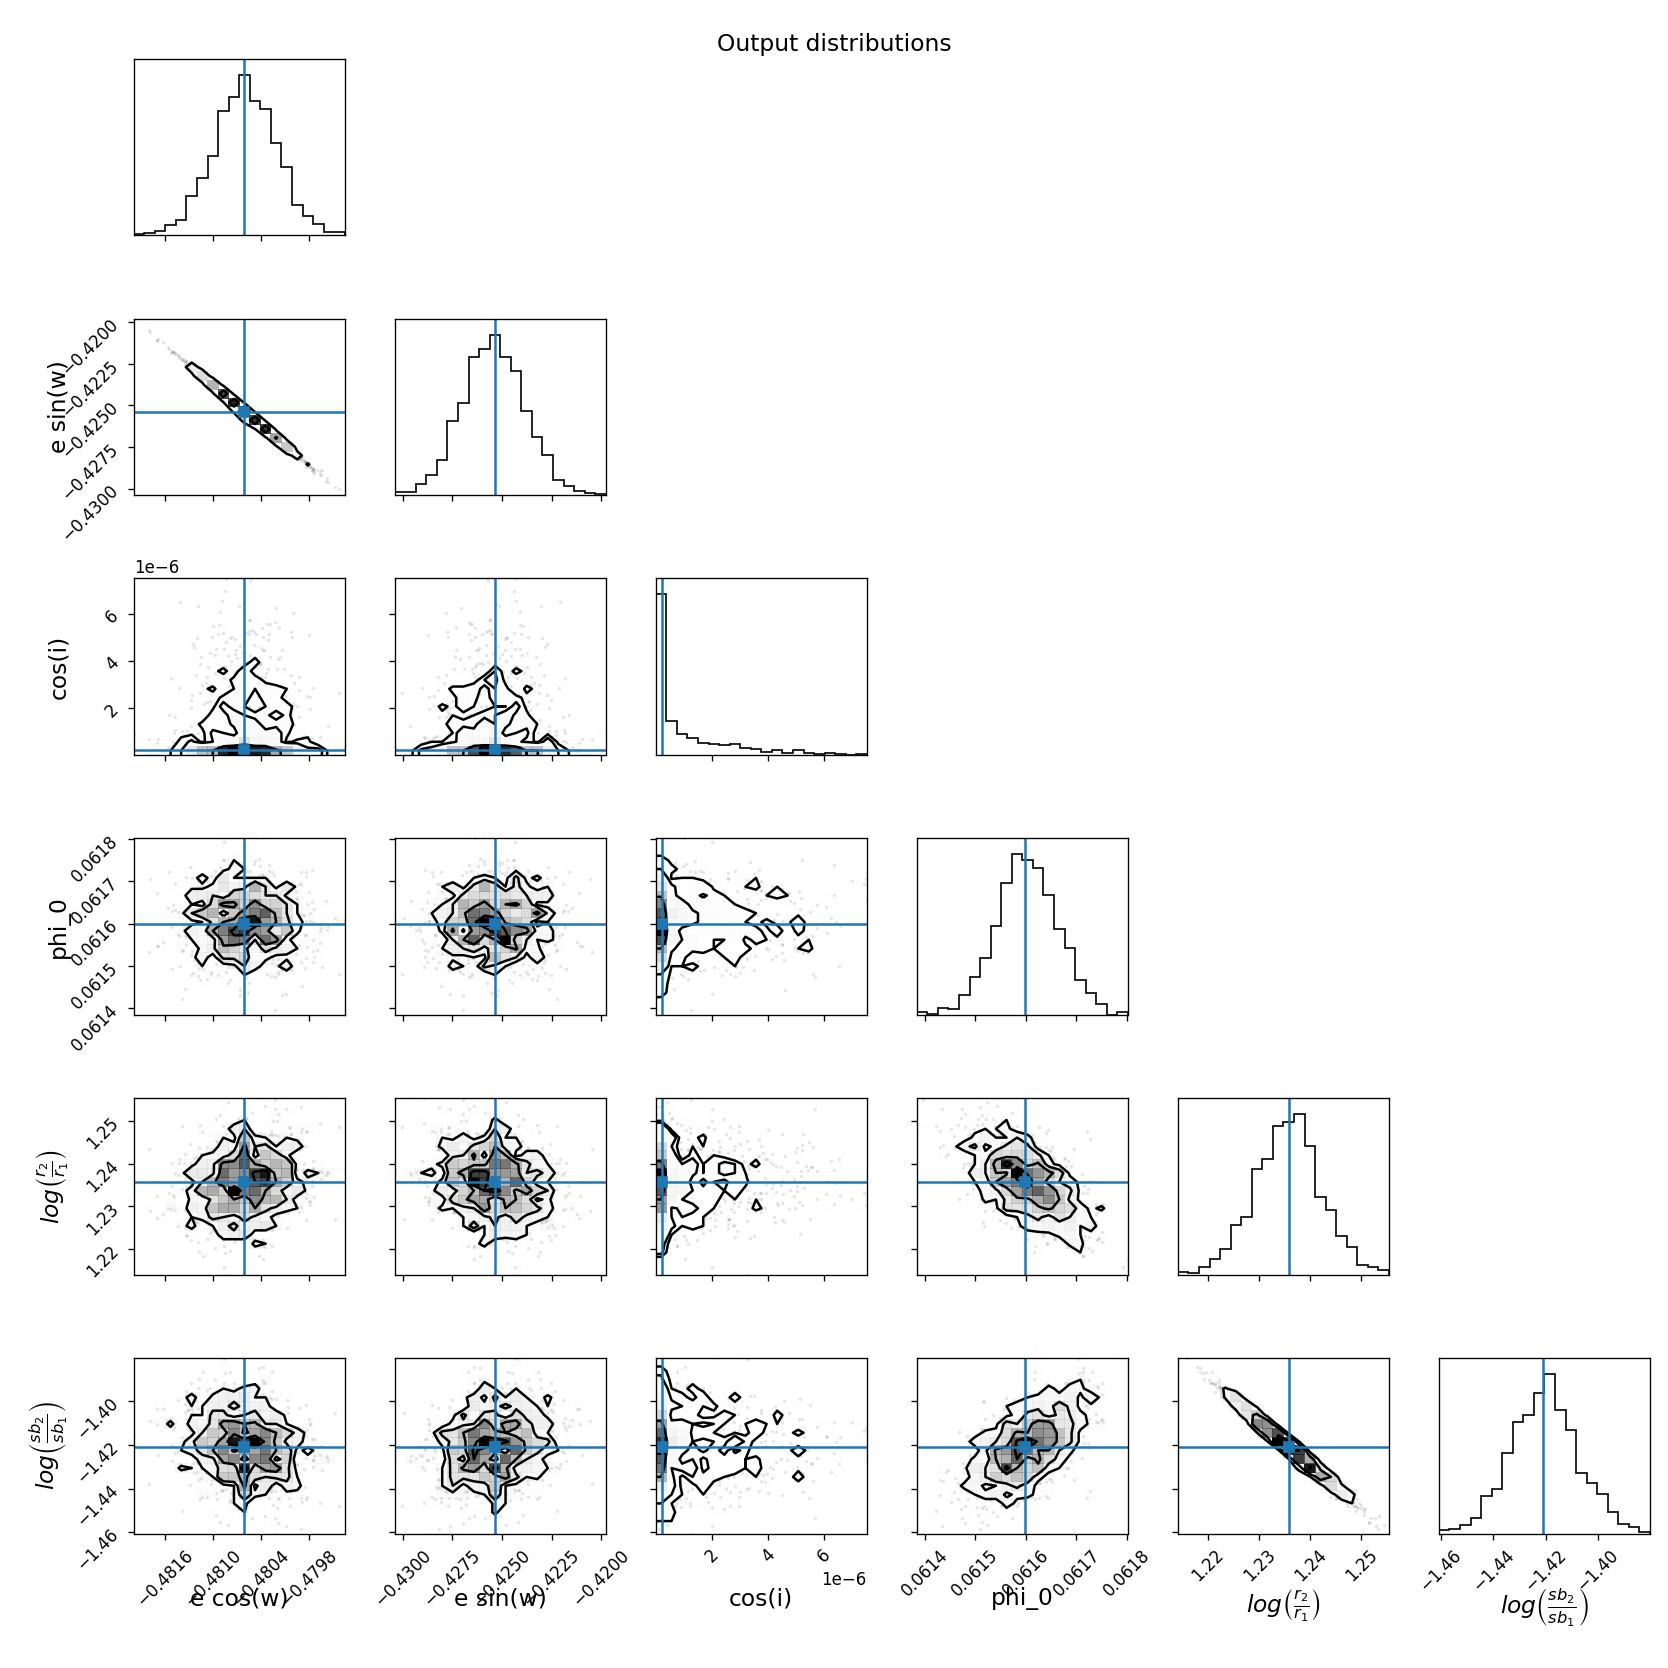 Output distributions
e sin(w)
−0.4200
−0.4225
−0.4250
−0.4275
−0.4300
1e−6
cos(i)
6
4
2
phi_0
0.0618
0.0617
0.0616
0.0615
0.0614
log(r2/r1)
1.25
1.24
1.23
1.22
log(sb2/sb1)
−1.40
−1.42
−1.44
−1.46
−0.4816 −0.4810 −0.4804 −0.4798
e cos(w)
−0.4300 −0.4275 −0.4250 −0.4225 −0.4200
e sin(w)
2 4 6
1e−6
cos(i)
0.0614 0.0615 0.0616 0.0617 0.0618
phi_0
1.22 1.23 1.24 1.25
log(r2/r1)
−1.46 −1.44 −1.42 −1.40
log(sb2/sb1)